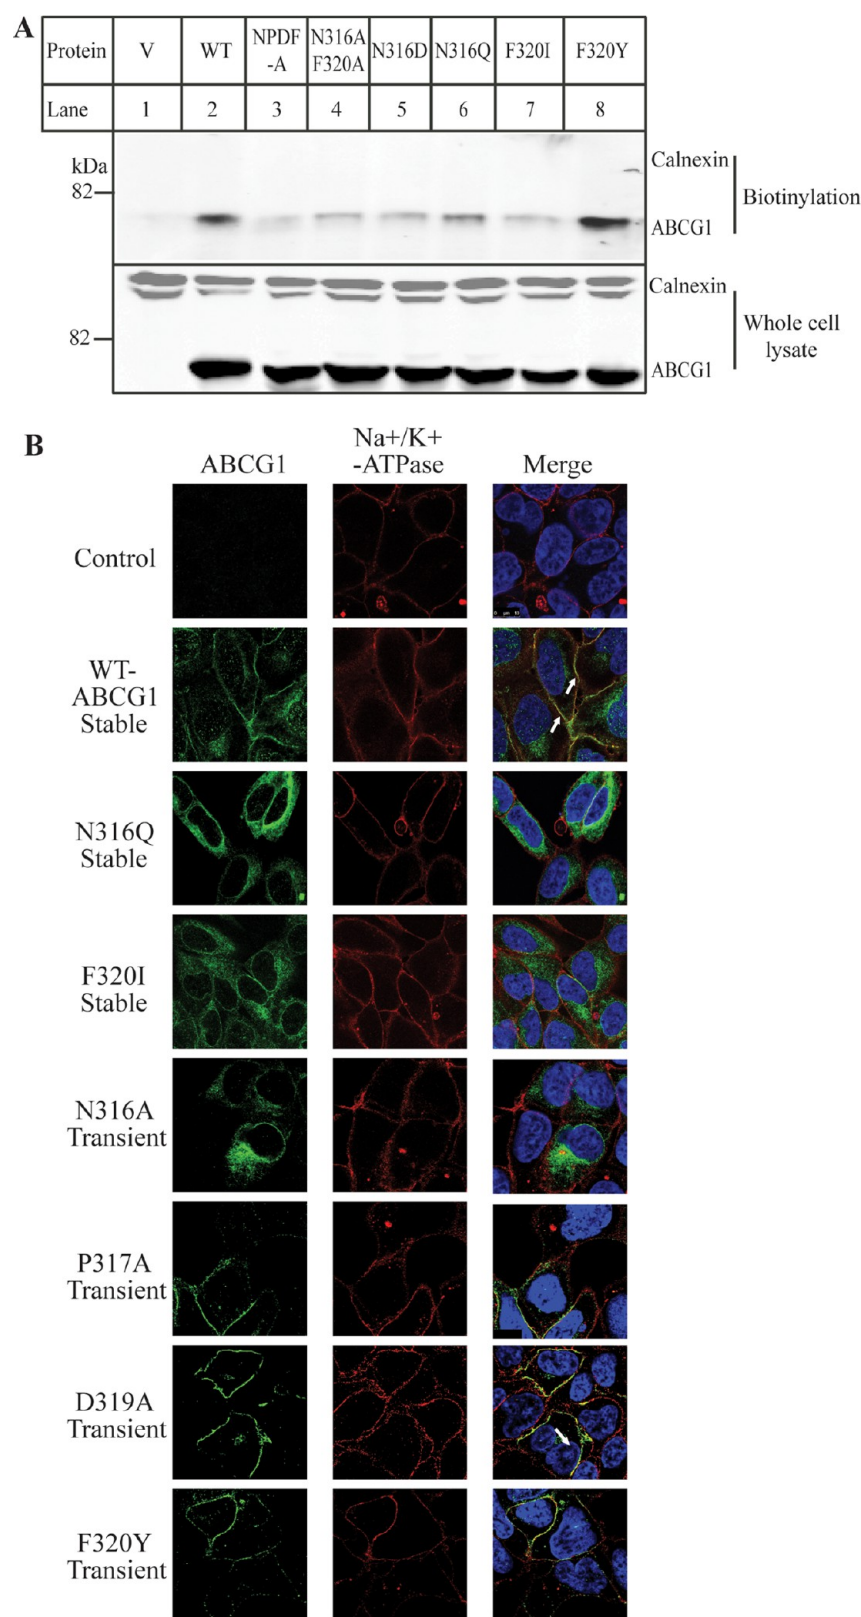 A
Protein V WT NPDF -A N316A F320A N316D N316Q F320I F320Y
Lane 1 2 3 4 5 6 7 8
kDa
82
Calnexin
ABCG1
Biotinylation
82
Calnexin
ABCG1
Whole cell
lysate
B
ABCG1
Na+/K+
-ATPase
Merge
Control
WT-
ABCG1
Stable
N316Q
Stable
F320I
Stable
N316A
Transient
P317A
Transient
D319A
Transient
F320Y
Transient